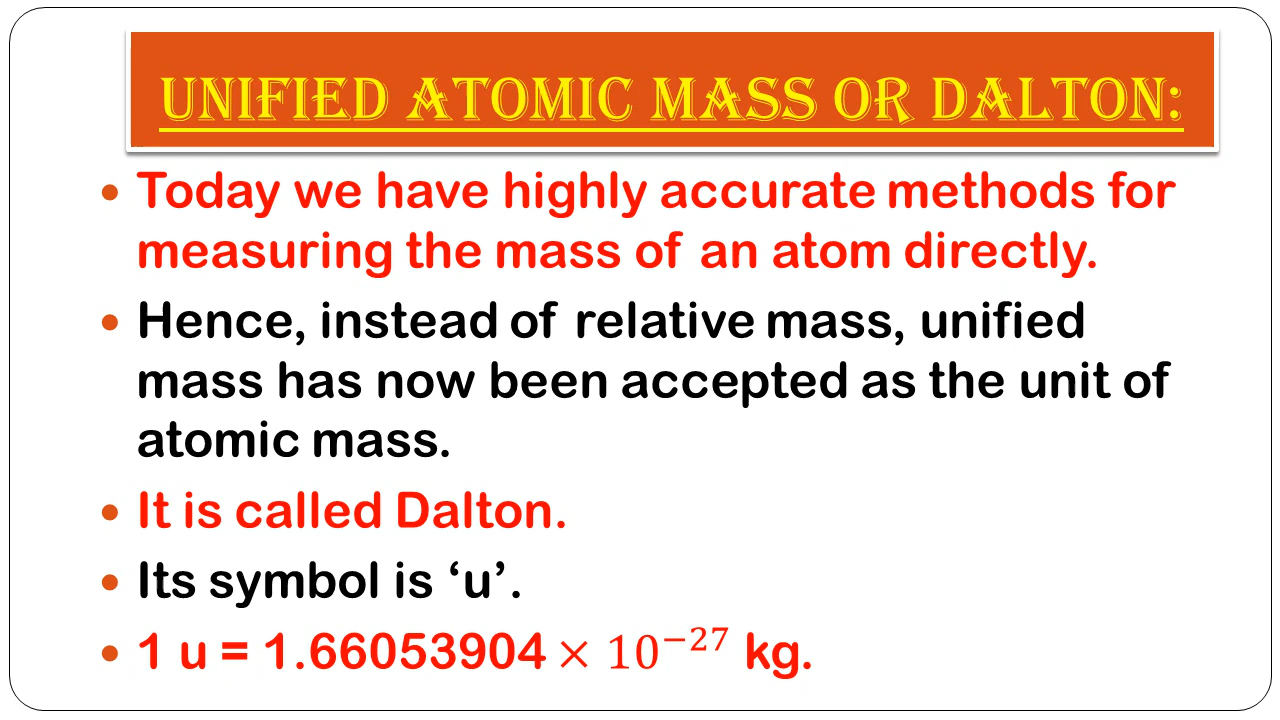 UNIFIED ATOMIC MASS OR DALTON:
• Today we have highly accurate methods for
measuring the mass of an atom directly.
• Hence, instead of relative mass, unified
mass has now been accepted as the unit of
atomic mass.
• It is called Dalton.
• Its symbol is ‘u’.
• 1 u = 1.66053904 × 10⁻²⁷ kg.